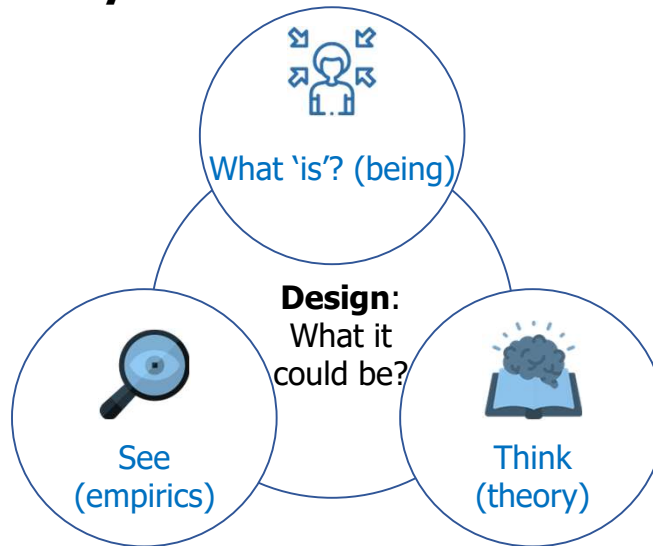 What ‘is’? (being)
Design:
What it
could be?
See
(empirics)
Think
(theory)